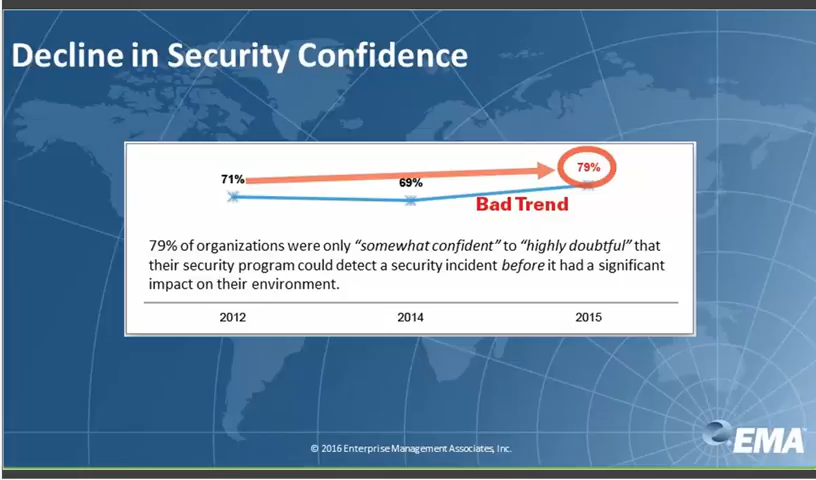 Decline in Security Confidence
71%
69%
79%
Bad Trend
79% of organizations were only “somewhat confident” to “highly doubtful” that
their security program could detect a security incident before it had a significant
impact on their environment.
2012 2014 2015
© 2016 Enterprise Management Associates, Inc.
EMA